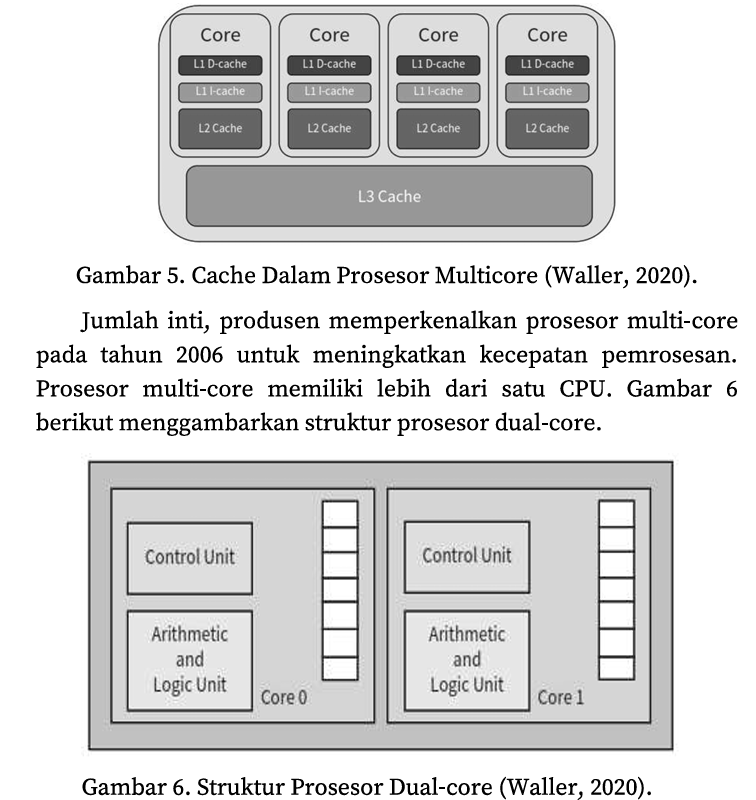 Core Core Core Core
L1 D-cache L1 D-cache L1 D-cache L1 D-cache
L1 I-cache L1 I-cache L1 I-cache L1 I-cache
L2 Cache L2 Cache L2 Cache L2 Cache
L3 Cache
Gambar 5. Cache Dalam Prosesor Multicore (Waller, 2020).
Jumlah inti, produsen memperkenalkan prosesor multi-core
pada tahun 2006 untuk meningkatkan kecepatan pemrosesan.
Prosesor multi-core memiliki lebih dari satu CPU. Gambar 6
berikut menggambarkan struktur prosesor dual-core.
Control Unit
Arithmetic
and
Logic Unit
Core 0
Control Unit
Arithmetic
and
Logic Unit
Core 1
Gambar 6. Struktur Prosesor Dual-core (Waller, 2020).